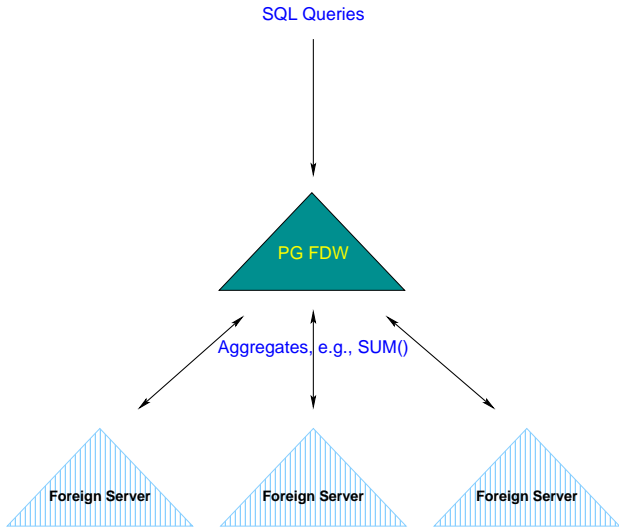 SQL Queries
PG FDW
Aggregates, e.g., SUM()
Foreign Server
Foreign Server
Foreign Server